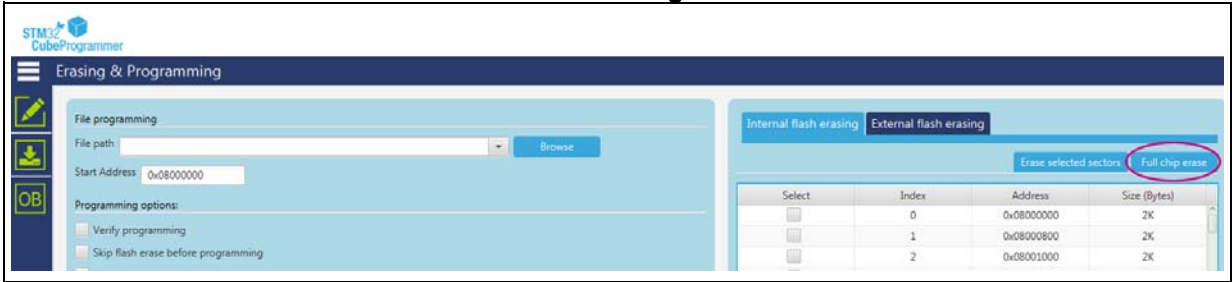 STM32
CubeProgrammer
Erasing & Programming
File programming
File path
Browse
Start Address 0x08000000
Programming options:
Verify programming
Skip flash erase before programming
OB
Internal flash erasing External flash erasing
Erase selected sectors Full chip erase
Select Index Address Size (Bytes)
0 0x08000000 2K
1 0x08000800 2K
2 0x08001000 2K